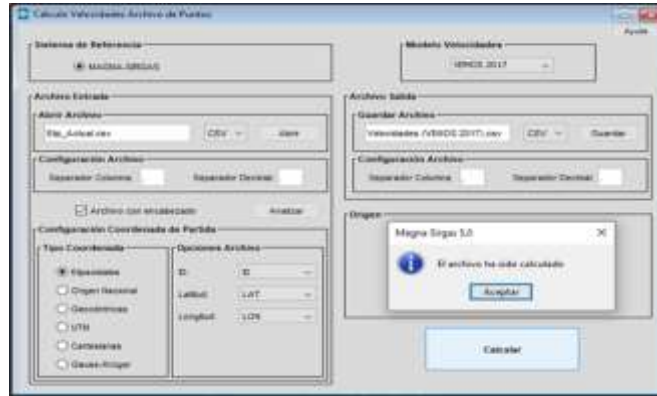 Calculo Velocidades Archivo de Puntos
Ayuda
Sistema de Referencia
MAGNA-SIRGAS
Modelo Velocidades
VEMOS 2017
Archivo Entrada
Abrir Archivo
CSV
Abrir
Configuración Archivo
Separador Columna
Separador Decimal
Archivo con encabezado
Analizar
Configuración Coordenada de Partida
Tipo Coordenada
Elipsoidales
Origen Nacional
Geocéntricas
UTM
Cartesianas
Gauss-Krüger
Opciones Archivo
ID:
ID
Latitud:
LAT
Longitud:
LON
Archivo Salida
Guardar Archivo
Velocidades (VEMOS 2017).csv
CSV
Guardar
Configuración Archivo
Separador Columna
Separador Decimal
Origen
Magna Sirgas 5.0
El archivo ha sido calculado
Aceptar
Calcular